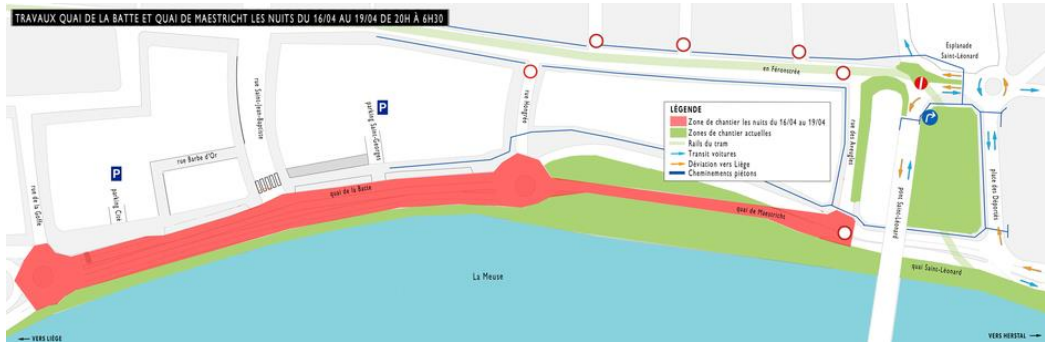 TRAVAUX QUAI DE LA BATTE ET QUAI DE MAESTRICHT LES NUITS DU 16/04 AU 19/04 DE 20H À 6H30
Esplanade
Saint-Léonard
en Féronstrée
rue Saint-Jean-Baptiste
P
parking Saint-Georges
rue Hongrée
LÉGENDE
Zone de chantier les nuits du 16/04 au 19/04
Zones de chantier actuelles
Rails du tram
Transit voitures
Déviation vers Liège
Cheminements piétons
rue des Aveugles
rue Barbe d'Or
P
parking Cité
rue de la Goffe
quai de la Batte
quai de Maestricht
pont Saint-Léonard
place des Déportés
quai Saint-Léonard
La Meuse
VERS LIÈGE
VERS HERSTAL